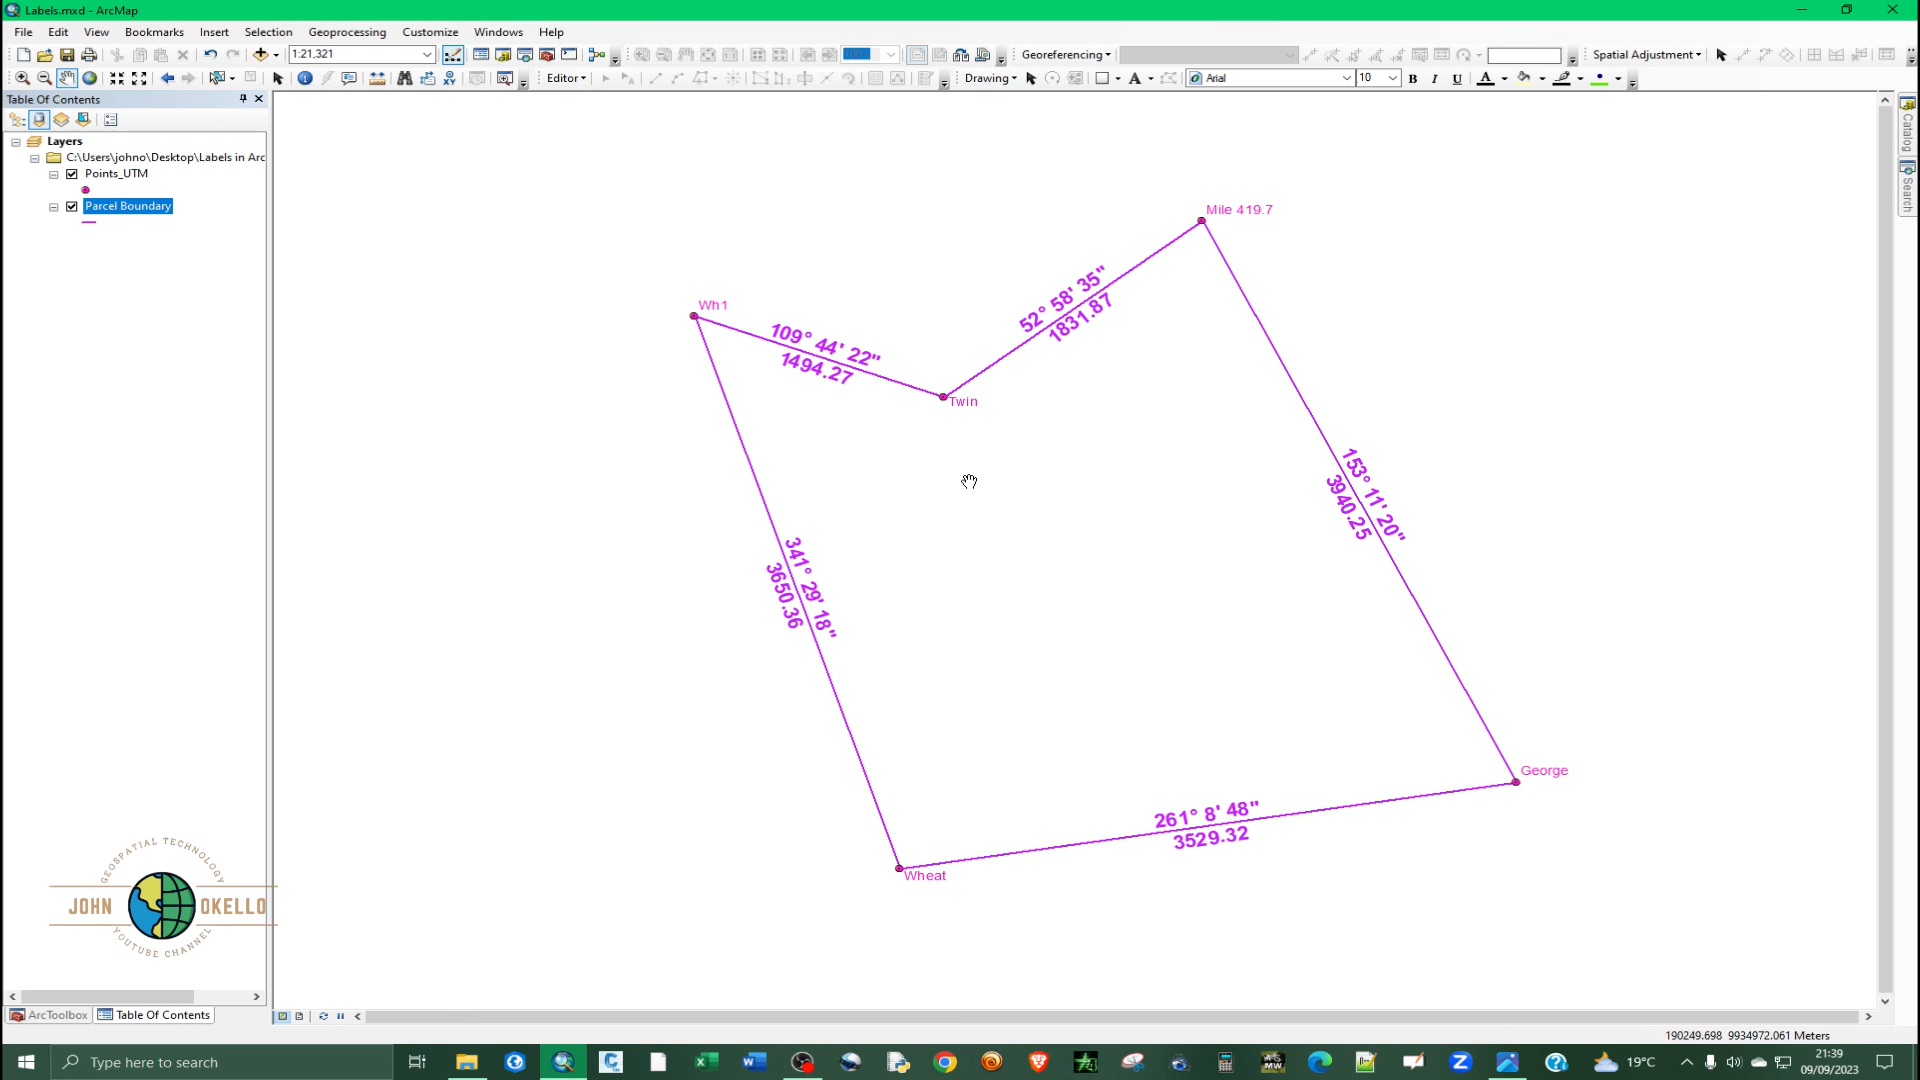 Labels.mxd - ArcMap
File Edit View Bookmarks Insert Selection Geoprocessing Customize Windows Help
1:21,321 Georeferencing Spatial Adjustment
Editor Drawing A Arial 10 B I U A
Table Of Contents
Layers
C:\Users\johno\Desktop\Labels in Arc
Points_UTM
Parcel Boundary
Catalog
Search
Mile 419.7
Wh1
52° 58' 35"
1831.87
109° 44' 22"
1494.27
Twin
153° 11' 20"
3940.25
341° 29' 18"
3650.36
George
261° 8' 48"
3529.32
Wheat
GEOSPATIAL TECHNOLOGY
JOHN OKELLO
YOUTUBE CHANNEL
ArcToolbox Table Of Contents
190249.698 9934972.061 Meters
Type here to search
19°C
21:39
09/09/2023